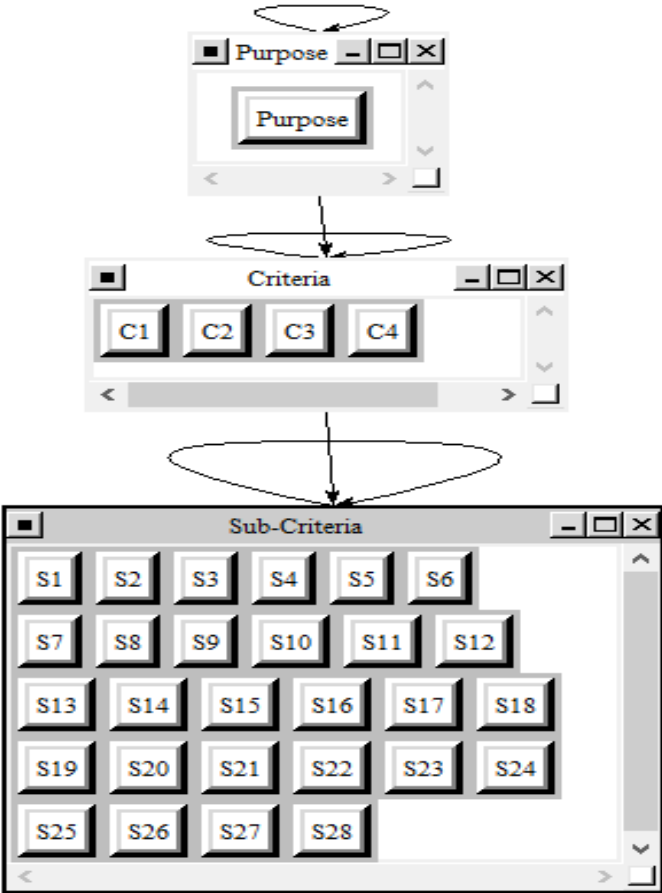 Purpose
Purpose
Criteria
C1 C2 C3 C4
Sub-Criteria
S1 S2 S3 S4 S5 S6
S7 S8 S9 S10 S11 S12
S13 S14 S15 S16 S17 S18
S19 S20 S21 S22 S23 S24
S25 S26 S27 S28